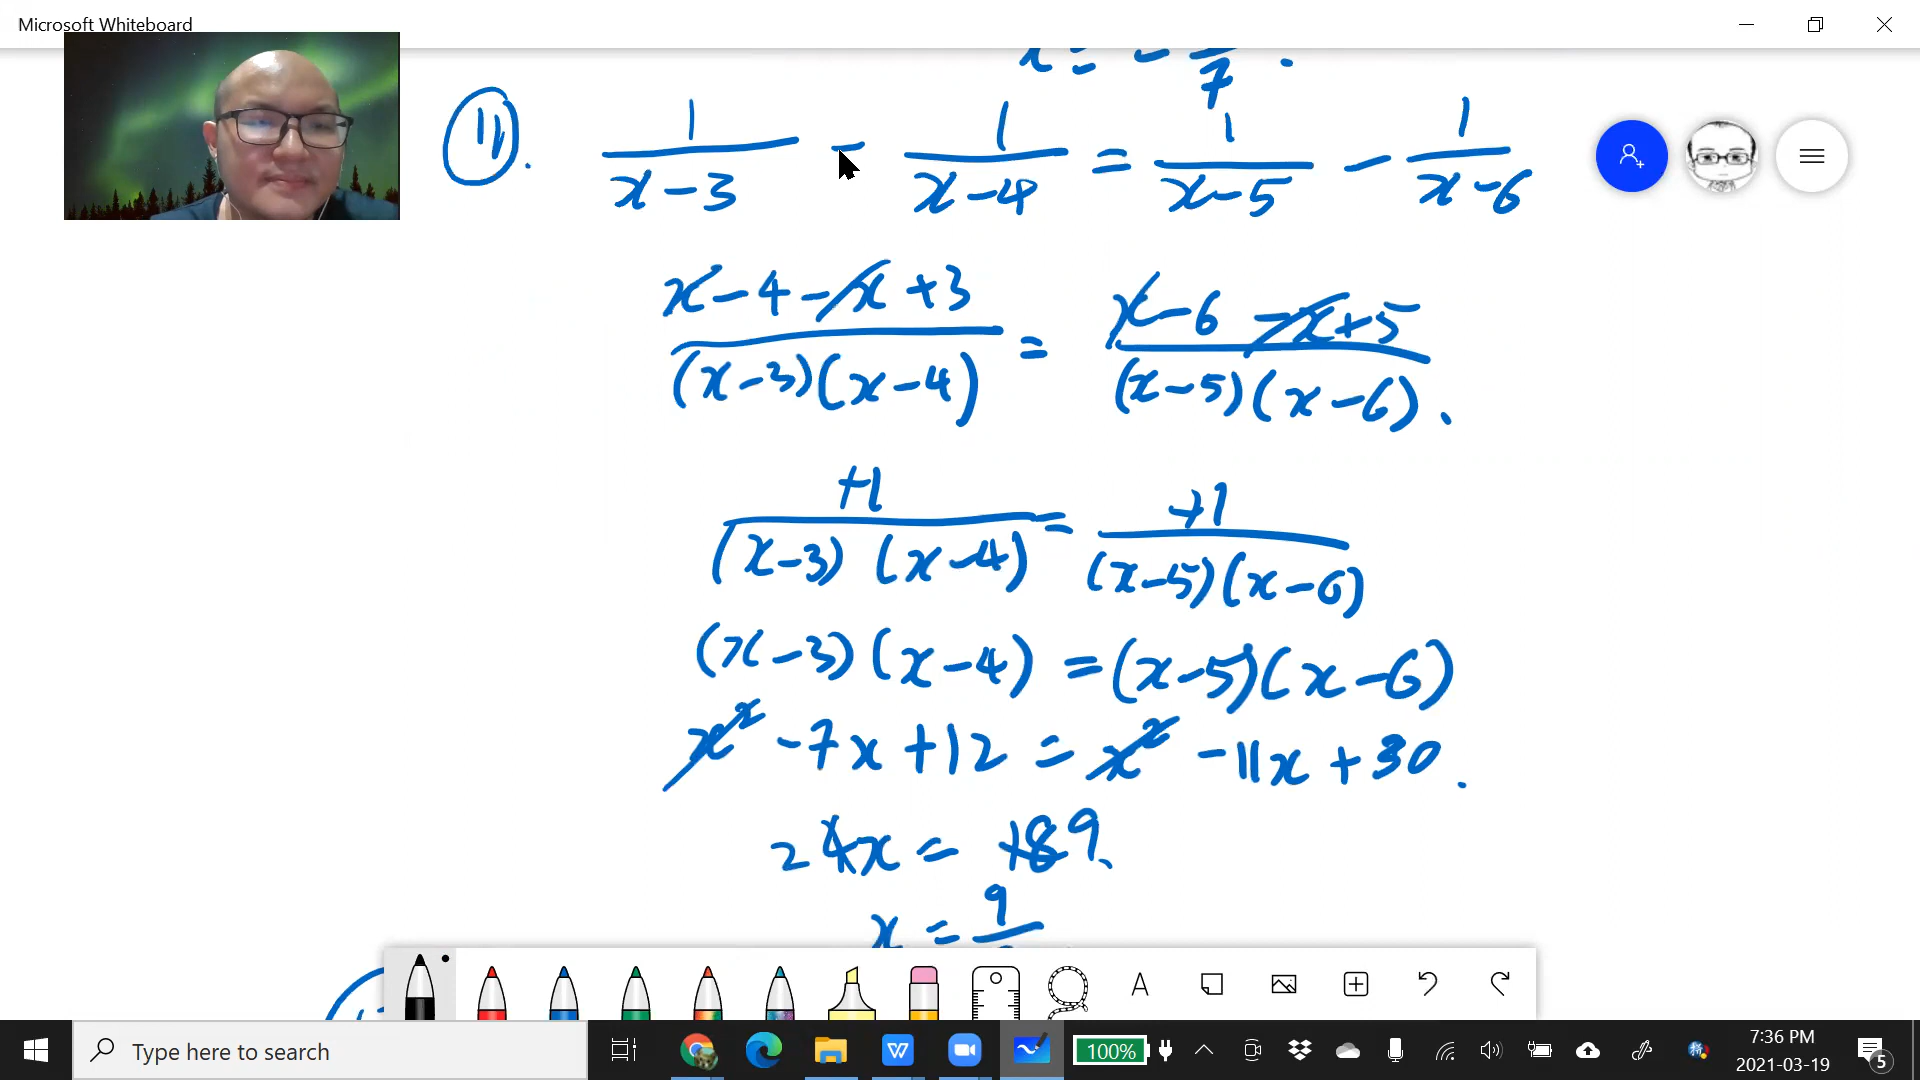 Microsoft Whiteboard
x = - /7 .
11. 1/(x-3) - 1/(x-4) = 1/(x-5) - 1/(x-6)
(x-4-x+3)/((x-3)(x-4)) = (x-6-x+5)/((x-5)(x-6)).
+1/((x-3)(x-4)) = +1/((x-5)(x-6))
(x-3)(x-4) = (x-5)(x-6)
x² -7x +12 = x² -11x +30.
2 4x = 18 9.
x = 9/
A
Type here to search
W
100%
7:36 PM
2021-03-19
5